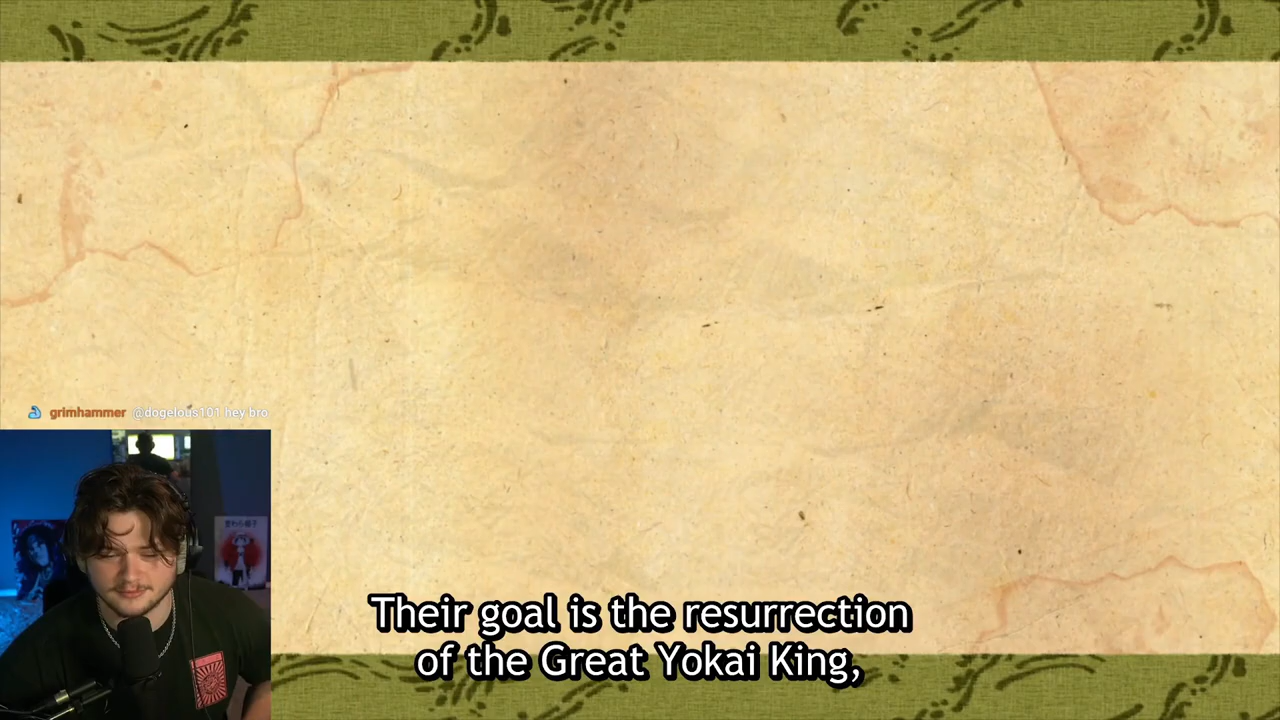 grimhammer @dogelous101 hey bro
Their goal is the resurrection
of the Great Yokai King,